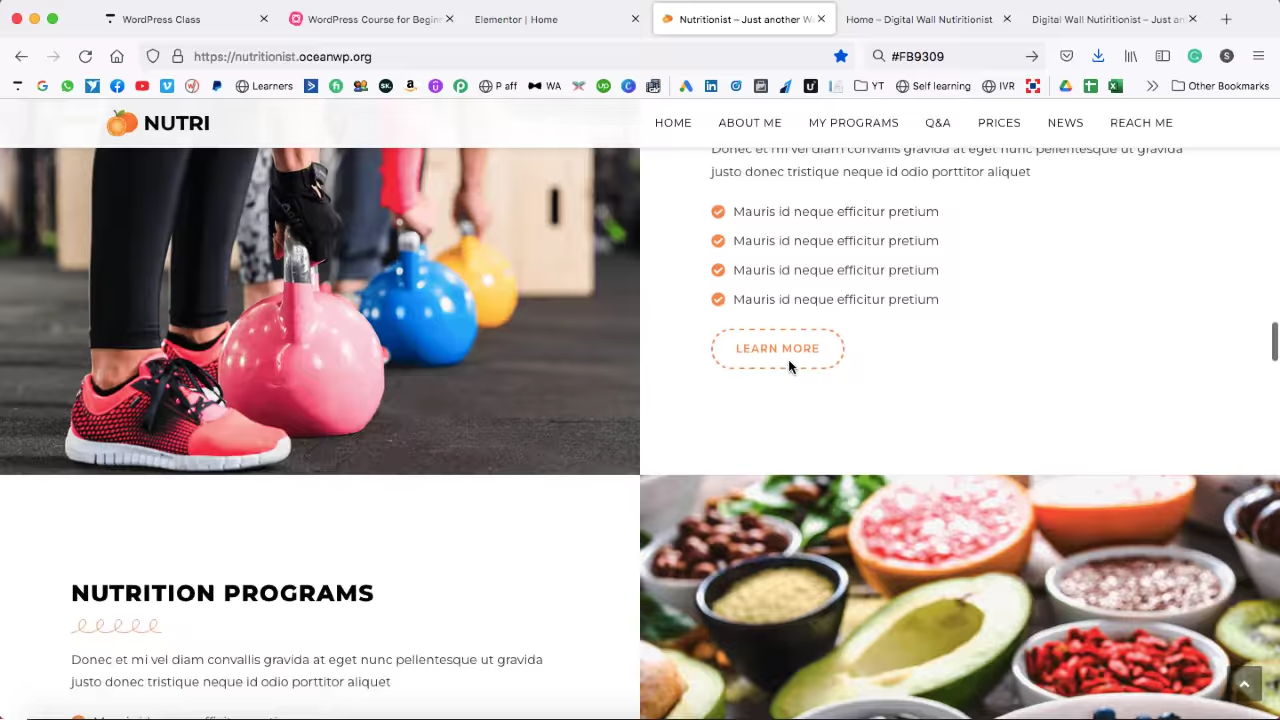 WordPress Class
WordPress Course for Beginn
Elementor | Home
Nutritionist – Just another W
Home – Digital Wall Nutritionist
Digital Wall Nutiritionist – Just an
https://nutritionist.oceanwp.org
#FB9309
Learners
P aff
WA
YT
Self learning
IVR
Other Bookmarks
NUTRI
HOME
ABOUT ME
MY PROGRAMS
Q&A
PRICES
NEWS
REACH ME
Donec et mi vel diam convallis gravida at eget nunc pellentesque ut gravida
justo donec tristique neque id odio porttitor aliquet
Mauris id neque efficitur pretium
Mauris id neque efficitur pretium
Mauris id neque efficitur pretium
Mauris id neque efficitur pretium
LEARN MORE
NUTRITION PROGRAMS
Donec et mi vel diam convallis gravida at eget nunc pellentesque ut gravida
justo donec tristique neque id odio porttitor aliquet